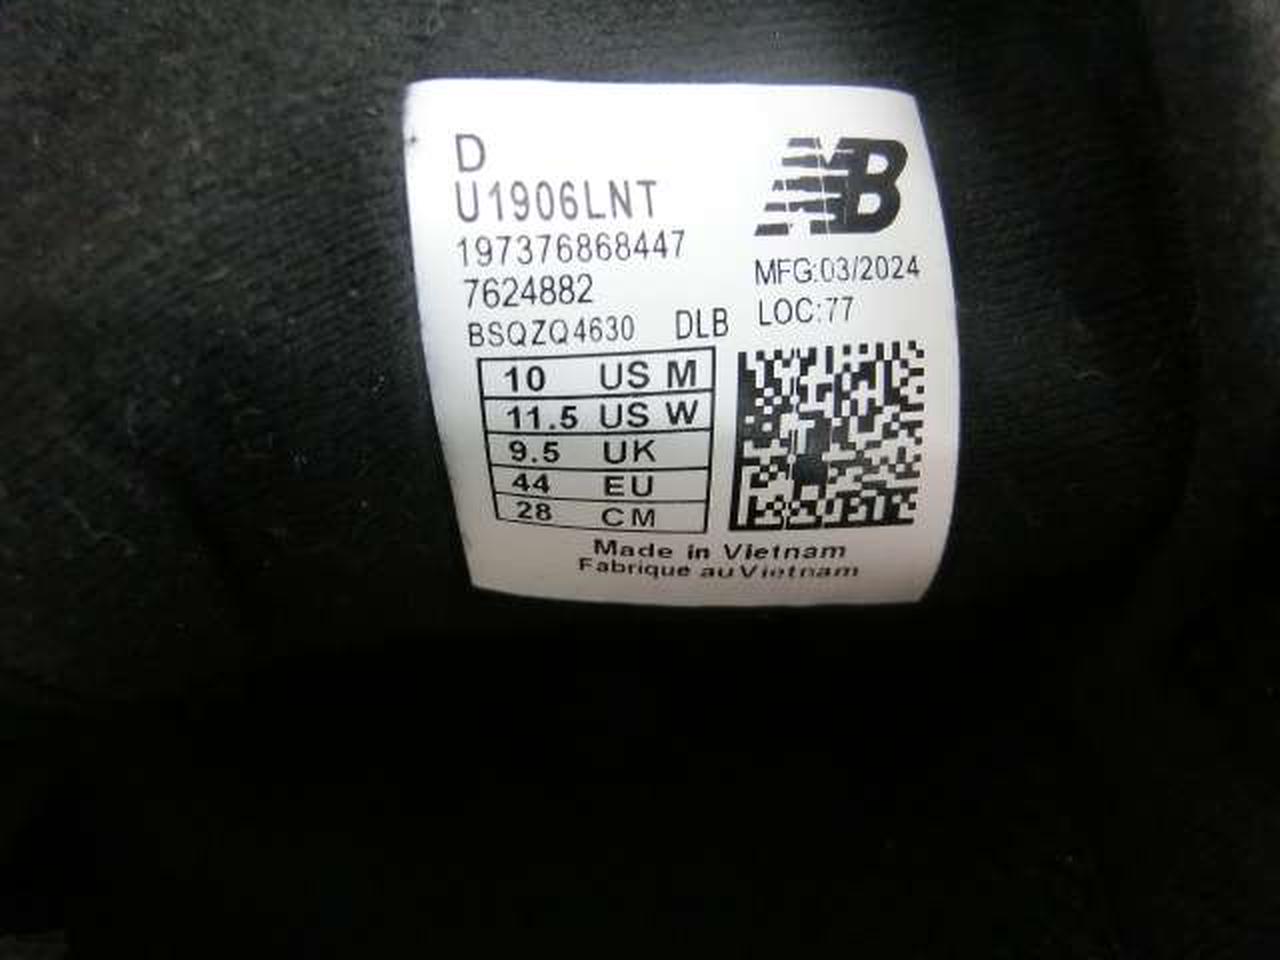 D
U1906LNT
197376868447
7624882
BSQZQ4630 DLB
NB
MFG:03/2024
LOC:77
10 US M
11.5 US W
9.5 UK
44 EU
28 CM
Made in Vietnam
Fabrique au Vietnam